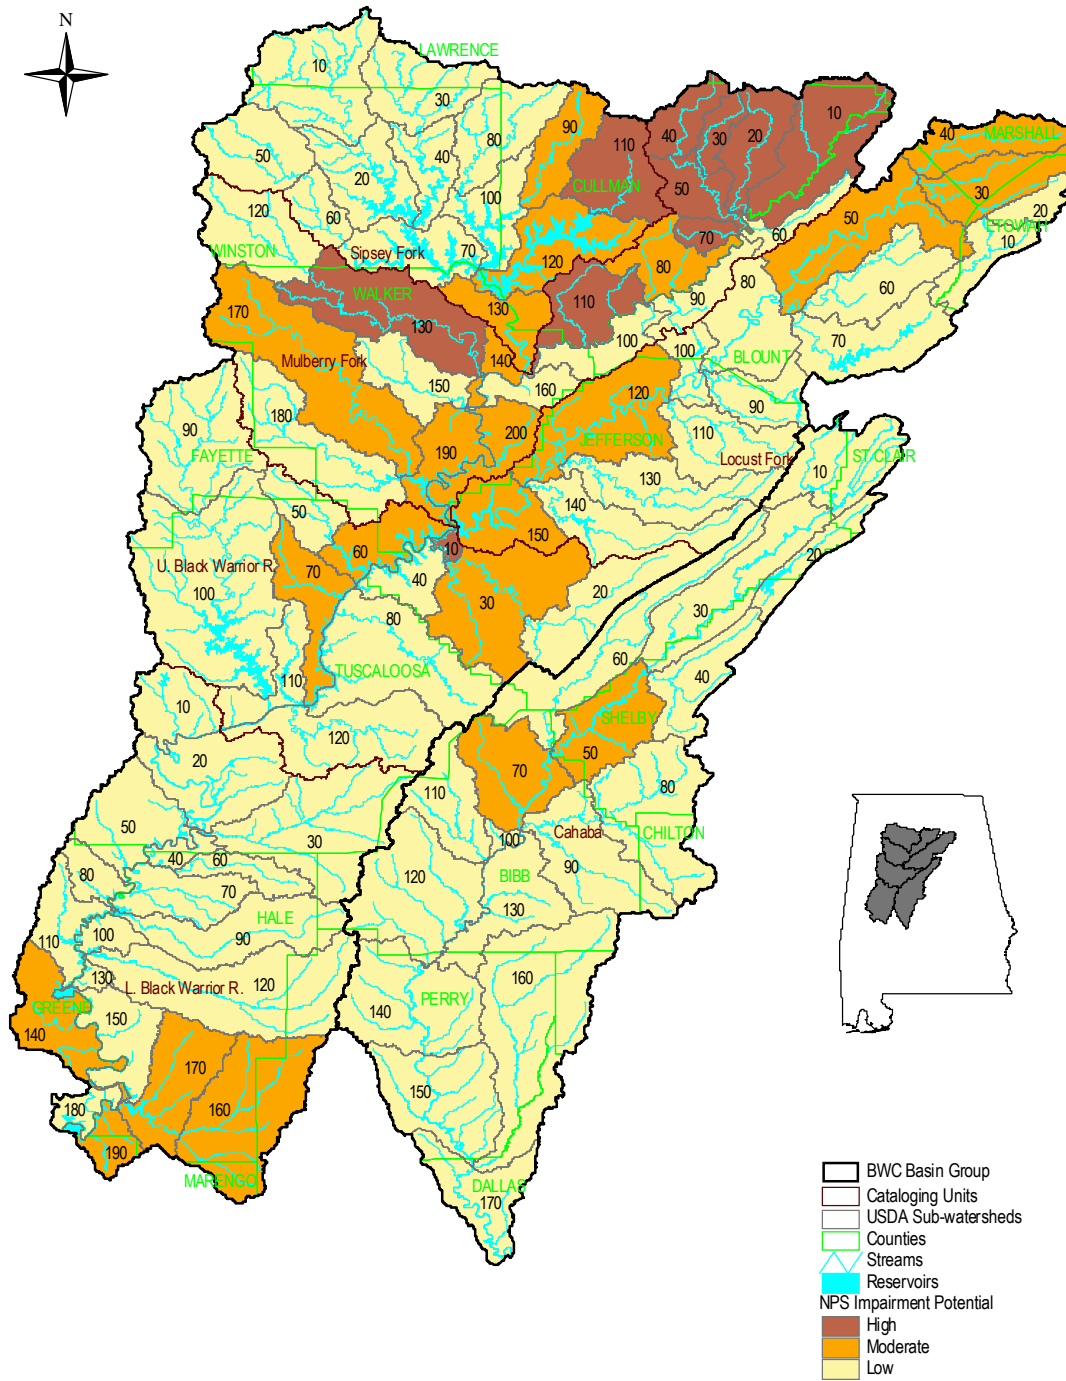 N
LAWRENCE
10
30
80
90
110
40
30
20
10
40
MARSHALL
50
20
40
100
CULLMAN
50
50
30
20
ETOWAH
10
120
60
70
60
WINSTON
Sipsey Fork
70
120
80
80
60
WALKER
170
130
130
110
90
100
100
70
Mulberry Fork
140
BLOUNT
150
160
120
90
180
200
JEFFERSON
110
90
190
Locust Fork
ST CLAIR
10
FAYETTE
130
50
140
150
60
10
20
U. Black Warrior R.
70
40
20
100
30
30
80
60
110
TUSCALOOSA
40
10
SHELBY
120
50
20
70
80
110
50
30
100
Cahaba
CHILTON
40
60
80
120
BIBB
90
70
HALE
130
100
90
110
130
L. Black Warrior R.
120
160
GREENE
PERRY
140
150
140
170
150
160
180
190
MARENGO
DALLAS
170
BWC Basin Group
Cataloging Units
USDA Sub-watersheds
Counties
Streams
Reservoirs
NPS Impairment Potential
High
Moderate
Low